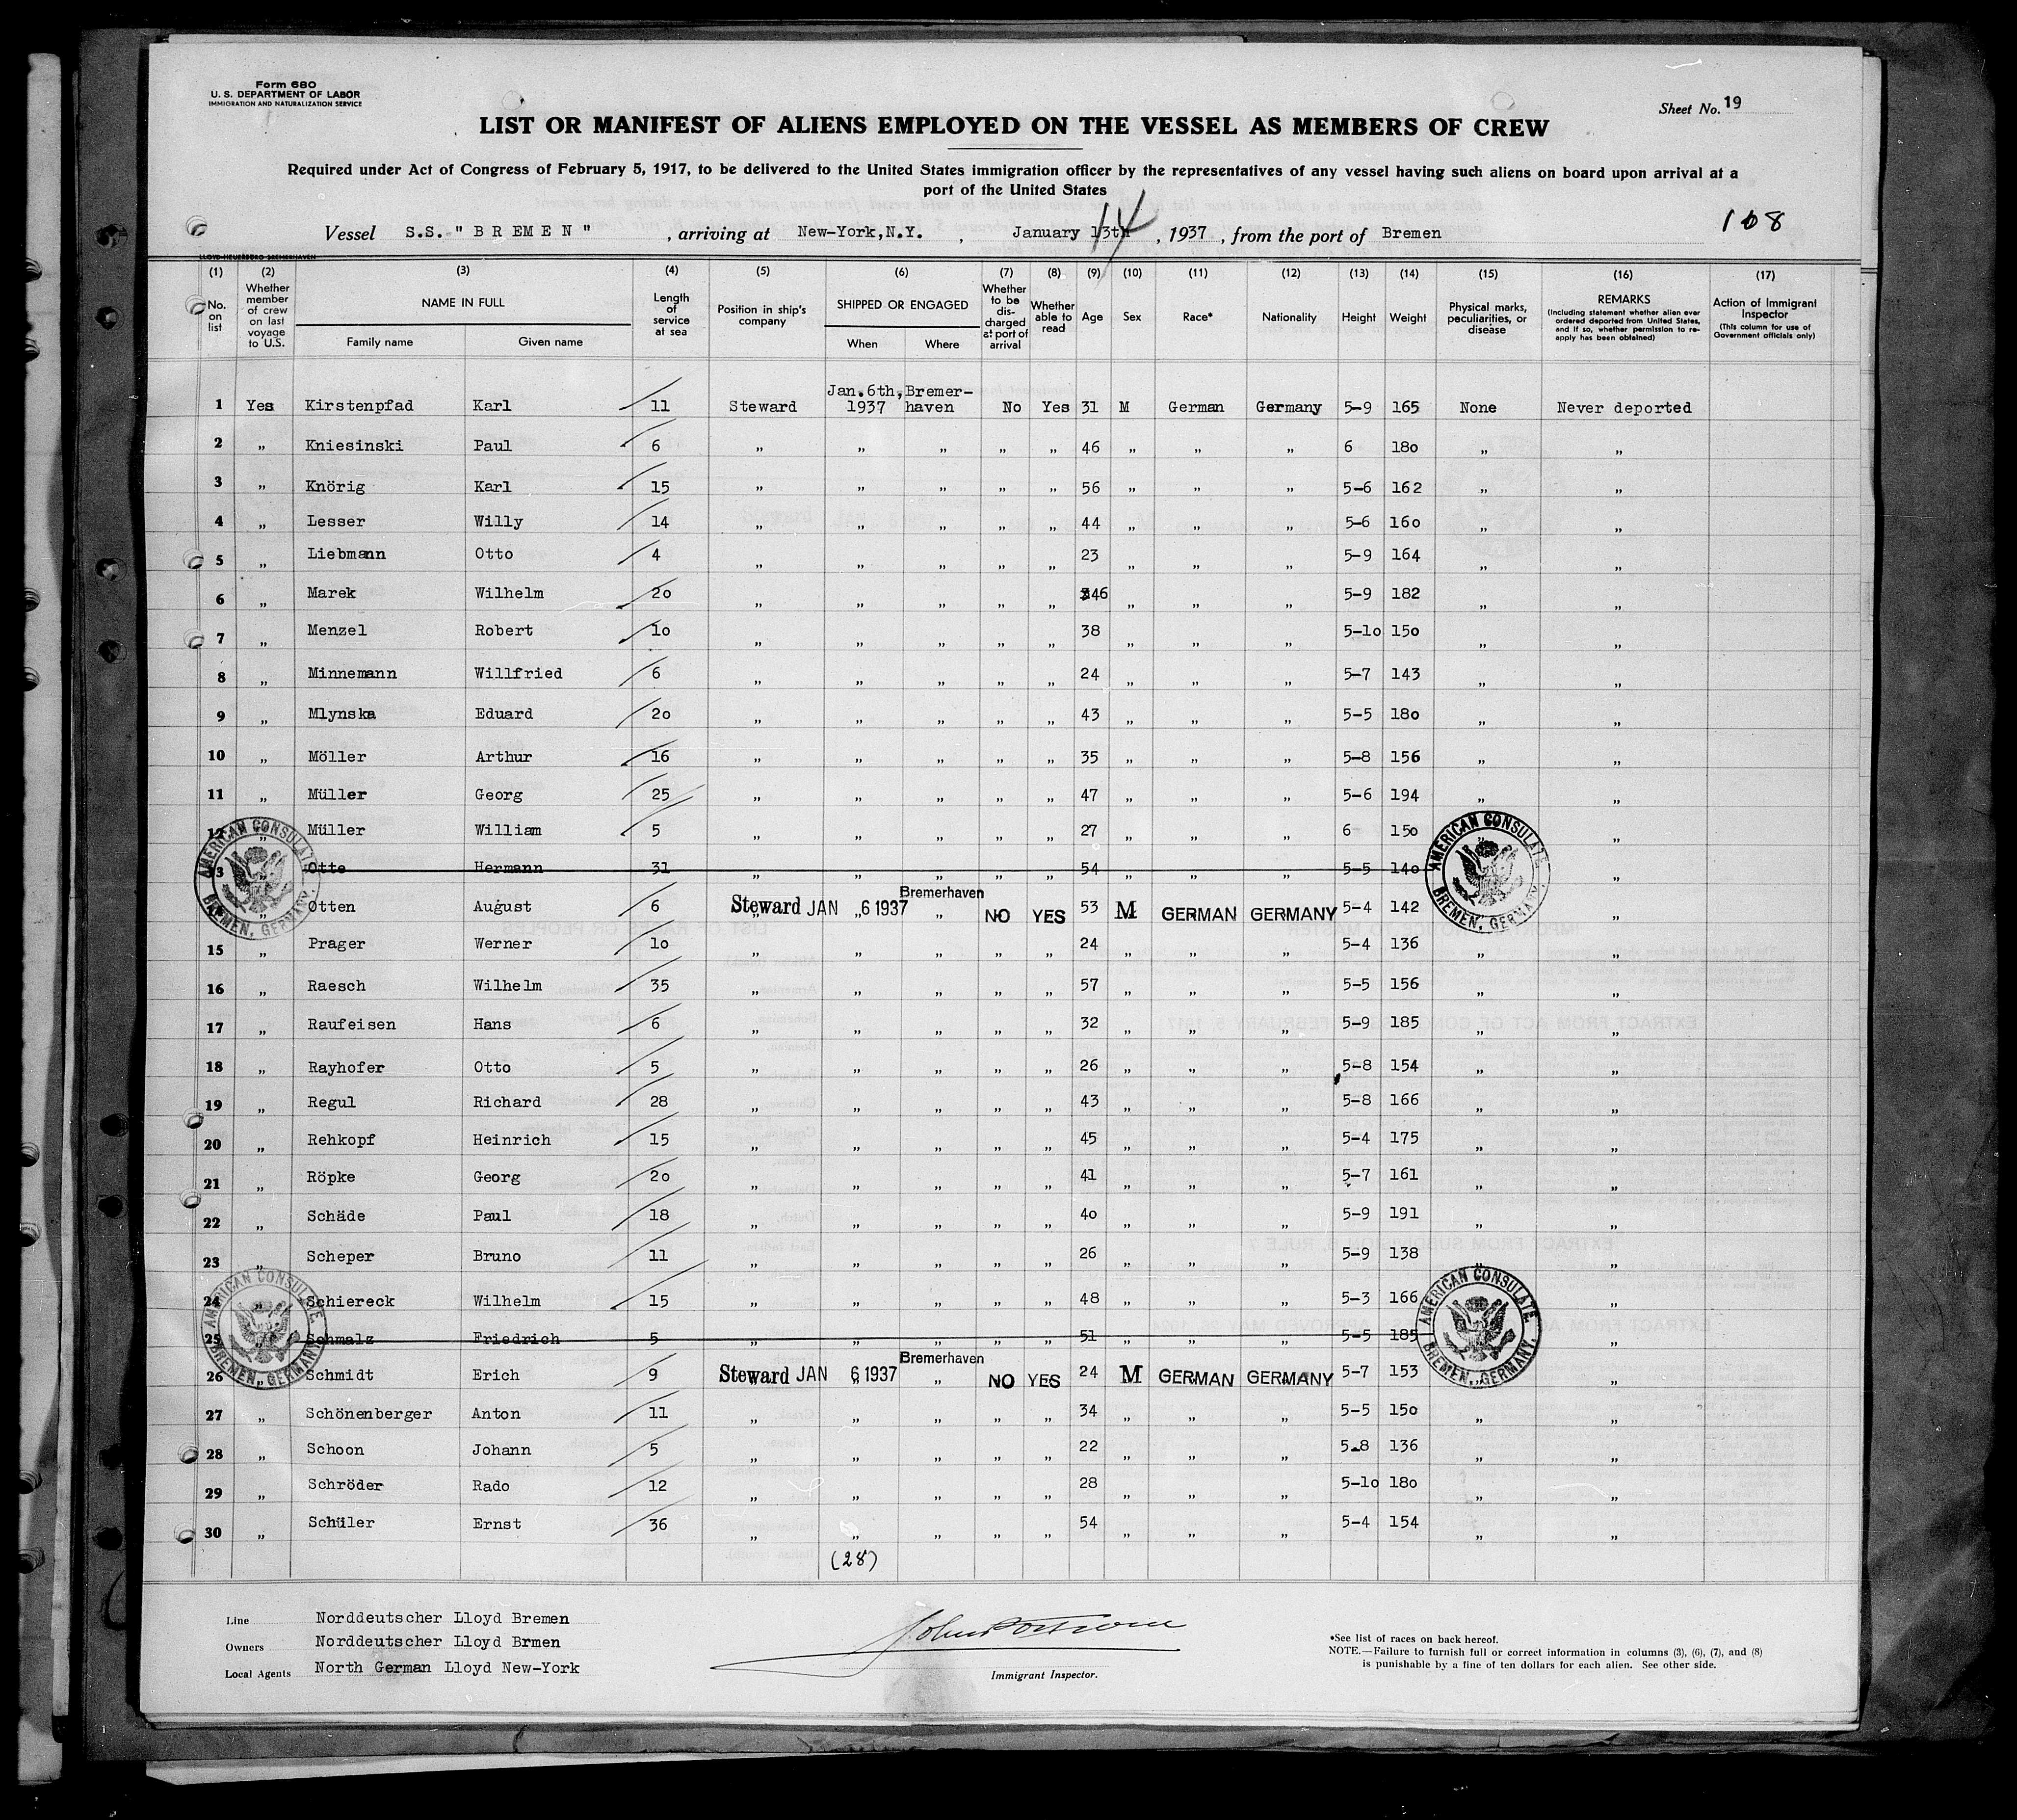 Form 680
U. S. DEPARTMENT OF LABOR
IMMIGRATION AND NATURALIZATION SERVICE
Sheet No. 19
LIST OR MANIFEST OF ALIENS EMPLOYED ON THE VESSEL AS MEMBERS OF CREW
Required under Act of Congress of February 5, 1917, to be delivered to the United States immigration officer by the representatives of any vessel having such aliens on board upon arrival at a
port of the United States
108
Vessel S.S. "BREMEN" , arriving at New-York,N.Y. , January 13th 14 , 1937 , from the port of Bremen
(1) (2) (3) (4) (5) (6) (7) (8) (9) (10) (11) (12) (13) (14) (15) (16) (17)
No. on list Whether member of crew on last voyage to U.S. NAME IN FULL Family name Given name Length of service at sea Position in ship's company SHIPPED OR ENGAGED When Where Whether to be discharged at port of arrival Whether able to read Age Sex Race* Nationality Height Weight Physical marks, peculiarities, or disease REMARKS (Including statement whether alien ever ordered deported from United States, and if so, whether permission to reapply has been obtained) Action of Immigrant Inspector (This column for use of Government officials only)
1 Yes Kirstenpfad Karl 11 Steward Jan.6th, 1937 Bremer-haven No Yes 31 M German Germany 5-9 165 None Never deported
2 " Kniesinski Paul 6 " " " " " 46 " " " 6 180 " "
3 " Knörig Karl 15 " " " " " 56 " " " 5-6 162 " "
4 " Lesser Willy 14 " " " " " 44 " " " 5-6 160 " "
5 " Liebmann Otto 4 " " " " " 23 " " " 5-9 164 " "
6 " Marek Wilhelm 20 " " " " " 46 " " " 5-9 182 " "
7 " Menzel Robert 10 " " " " " 38 " " " 5-10 150 " "
8 " Minnemann Willfried 6 " " " " " 24 " " " 5-7 143 " "
9 " Mlynska Eduard 20 " " " " " 43 " " " 5-5 180 " "
10 " Möller Arthur 16 " " " " " 35 " " " 5-8 156 " "
11 " Müller Georg 25 " " " " " 47 " " " 5-6 194 " "
12 " Müller William 5 " " " " " 27 " " " 6 150 " "
13 " Otte Hermann 31 " " " " " 54 " " " 5-5 140 " "
14 " Otten August 6 Steward JAN 6 1937 Bremerhaven NO YES 53 M GERMAN GERMANY 5-4 142 " "
15 " Prager Werner 10 " " " " " 24 " " " 5-4 136 " "
16 " Raesch Wilhelm 35 " " " " " 57 " " " 5-5 156 " "
17 " Raufeisen Hans 6 " " " " " 32 " " " 5-9 185 " "
18 " Rayhofer Otto 5 " " " " " 26 " " " 5-8 154 " "
19 " Regul Richard 28 " " " " " 43 " " " 5-8 166 " "
20 " Rehkopf Heinrich 15 " " " " " 45 " " " 5-4 175 " "
21 " Röpke Georg 20 " " " " " 41 " " " 5-7 161 " "
22 " Schäde Paul 18 " " " " " 40 " " " 5-9 191 " "
23 " Scheper Bruno 11 " " " " " 26 " " " 5-9 138 " "
24 " Schiereck Wilhelm 15 " " " " " 48 " " " 5-3 166 " "
25 " Schmalz Friedrich 5 " " " " " 51 " " " 5-5 185 " "
26 " Schmidt Erich 9 Steward JAN 6 1937 Bremerhaven NO YES 24 M GERMAN GERMANY 5-7 153 " "
27 " Schönenberger Anton 11 " " " " " 34 " " " 5-5 150 " "
28 " Schoon Johann 5 " " " " " 22 " " " 5-8 136 " "
29 " Schröder Rado 12 " " " " " 28 " " " 5-10 180 " "
30 " Schüler Ernst 36 " " " " " 54 " " " 5-4 154 " "
(28)
AMERICAN CONSULATE BREMEN, GERMANY.
AMERICAN CONSULATE BREMEN, GERMANY.
AMERICAN CONSULATE BREMEN, GERMANY.
AMERICAN CONSULATE BREMEN, GERMANY.
Line Norddeutscher Lloyd Bremen
Owners Norddeutscher Lloyd Brmen
Local Agents North German Lloyd New-York
Immigrant Inspector.
*See list of races on back hereof.
NOTE.—Failure to furnish full or correct information in columns (3), (6), (7), and (8)
is punishable by a fine of ten dollars for each alien. See other side.